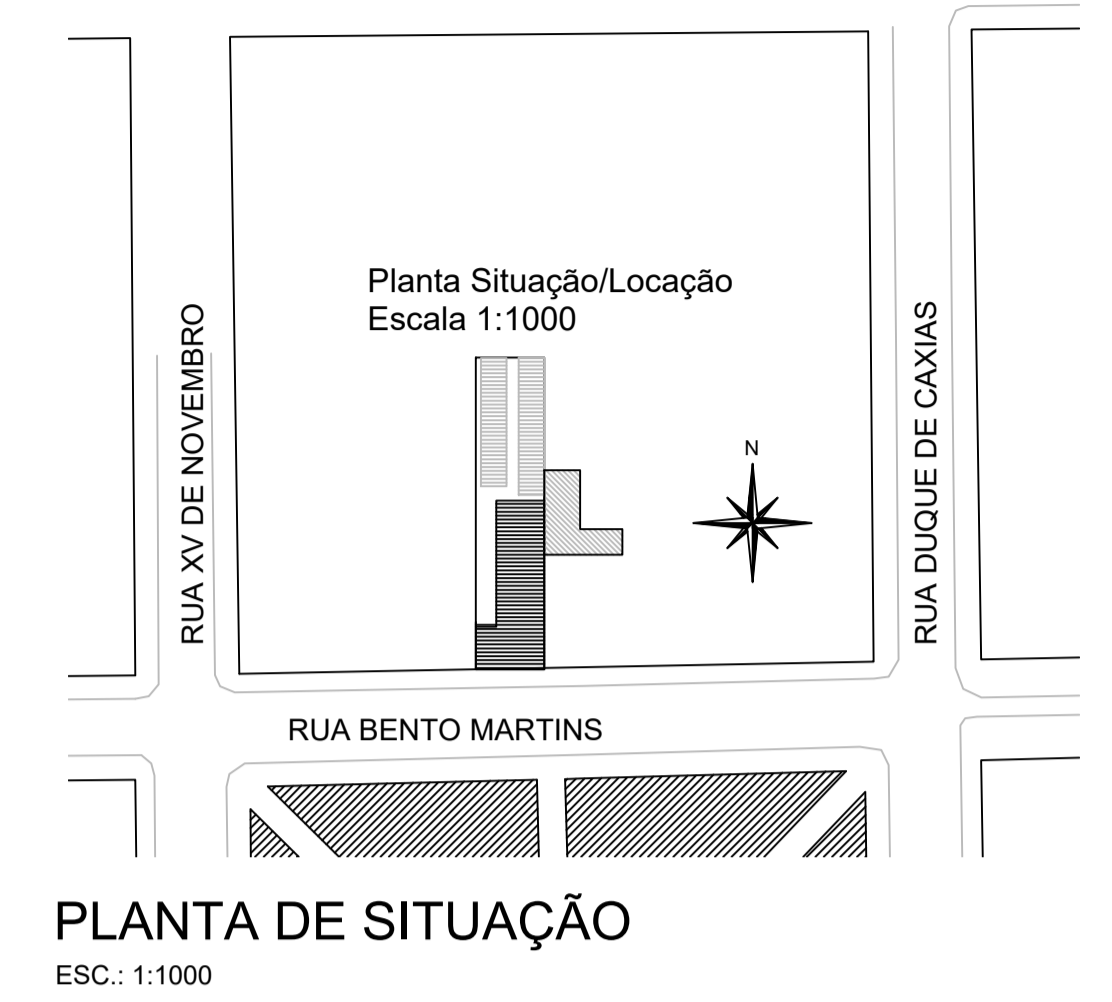 Planta Situação/Locação
Escala 1:1000
RUA XV DE NOVEMBRO
RUA DUQUE DE CAXIAS
N
RUA BENTO MARTINS
PLANTA DE SITUAÇÃO
ESC.: 1:1000